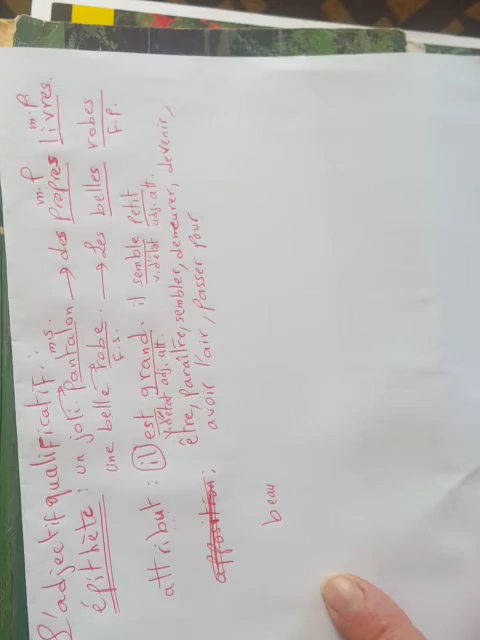 L'adjectif qualificatif :
m.s. m.P m.P
épithète : un joli Pantalon → des propres Livres.
une belle robe. → Les belles robes
F.S. F.P.
attribut : il est grand. il semble Petit
v.d'état adj.att. v.d'état adj.att.
être, Paraître, sembler, demeurer, devenir,
avoir l'air, passer pour
apposition :
beau